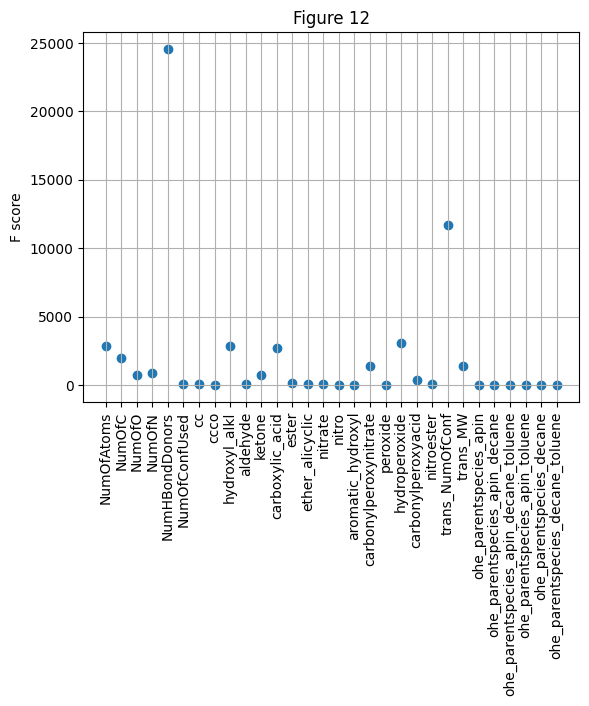 Figure 12
F score
25000
20000
15000
10000
5000
0
NumOfAtoms
NumOfC
NumOfO
NumOfN
NumHBondDonors
NumOfConfUsed
cc
ccco
hydroxyl_alkl
aldehyde
ketone
carboxylic_acid
ester
ether_alicyclic
nitrate
nitro
aromatic_hydroxyl
carbonylperoxynitrate
peroxide
hydroperoxide
carbonylperoxyacid
nitroester
trans_NumOfConf
trans_MW
ohe_parentspecies_apin
ohe_parentspecies_apin_decane
ohe_parentspecies_apin_decane_toluene
ohe_parentspecies_apin_toluene
ohe_parentspecies_decane
ohe_parentspecies_decane_toluene